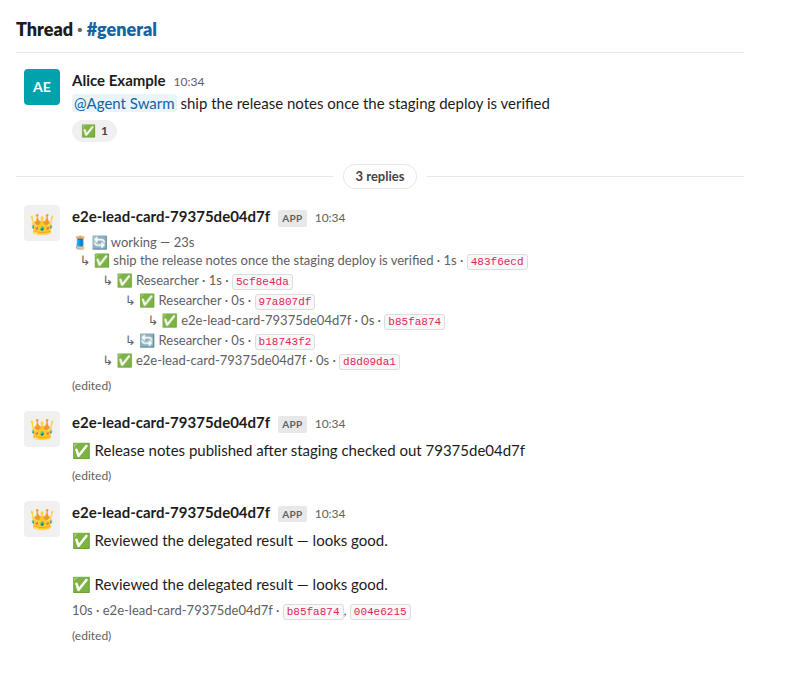 Thread • #general
AE
Alice Example 10:34
@Agent Swarm ship the release notes once the staging deploy is verified
✅ 1
3 replies
e2e-lead-card-79375de04d7f APP 10:34
🧵 🔄 working — 23s
↳ ✅ ship the release notes once the staging deploy is verified · 1s · 483f6ecd
↳ ✅ Researcher · 1s · 5cf8e4da
↳ ✅ Researcher · 0s · 97a807df
↳ ✅ e2e-lead-card-79375de04d7f · 0s · b85fa874
↳ 🔄 Researcher · 0s · b18743f2
↳ ✅ e2e-lead-card-79375de04d7f · 0s · d8d09da1
(edited)
e2e-lead-card-79375de04d7f APP 10:34
✅ Release notes published after staging checked out 79375de04d7f
(edited)
e2e-lead-card-79375de04d7f APP 10:34
✅ Reviewed the delegated result — looks good.
✅ Reviewed the delegated result — looks good.
10s · e2e-lead-card-79375de04d7f · b85fa874, 004e6215
(edited)